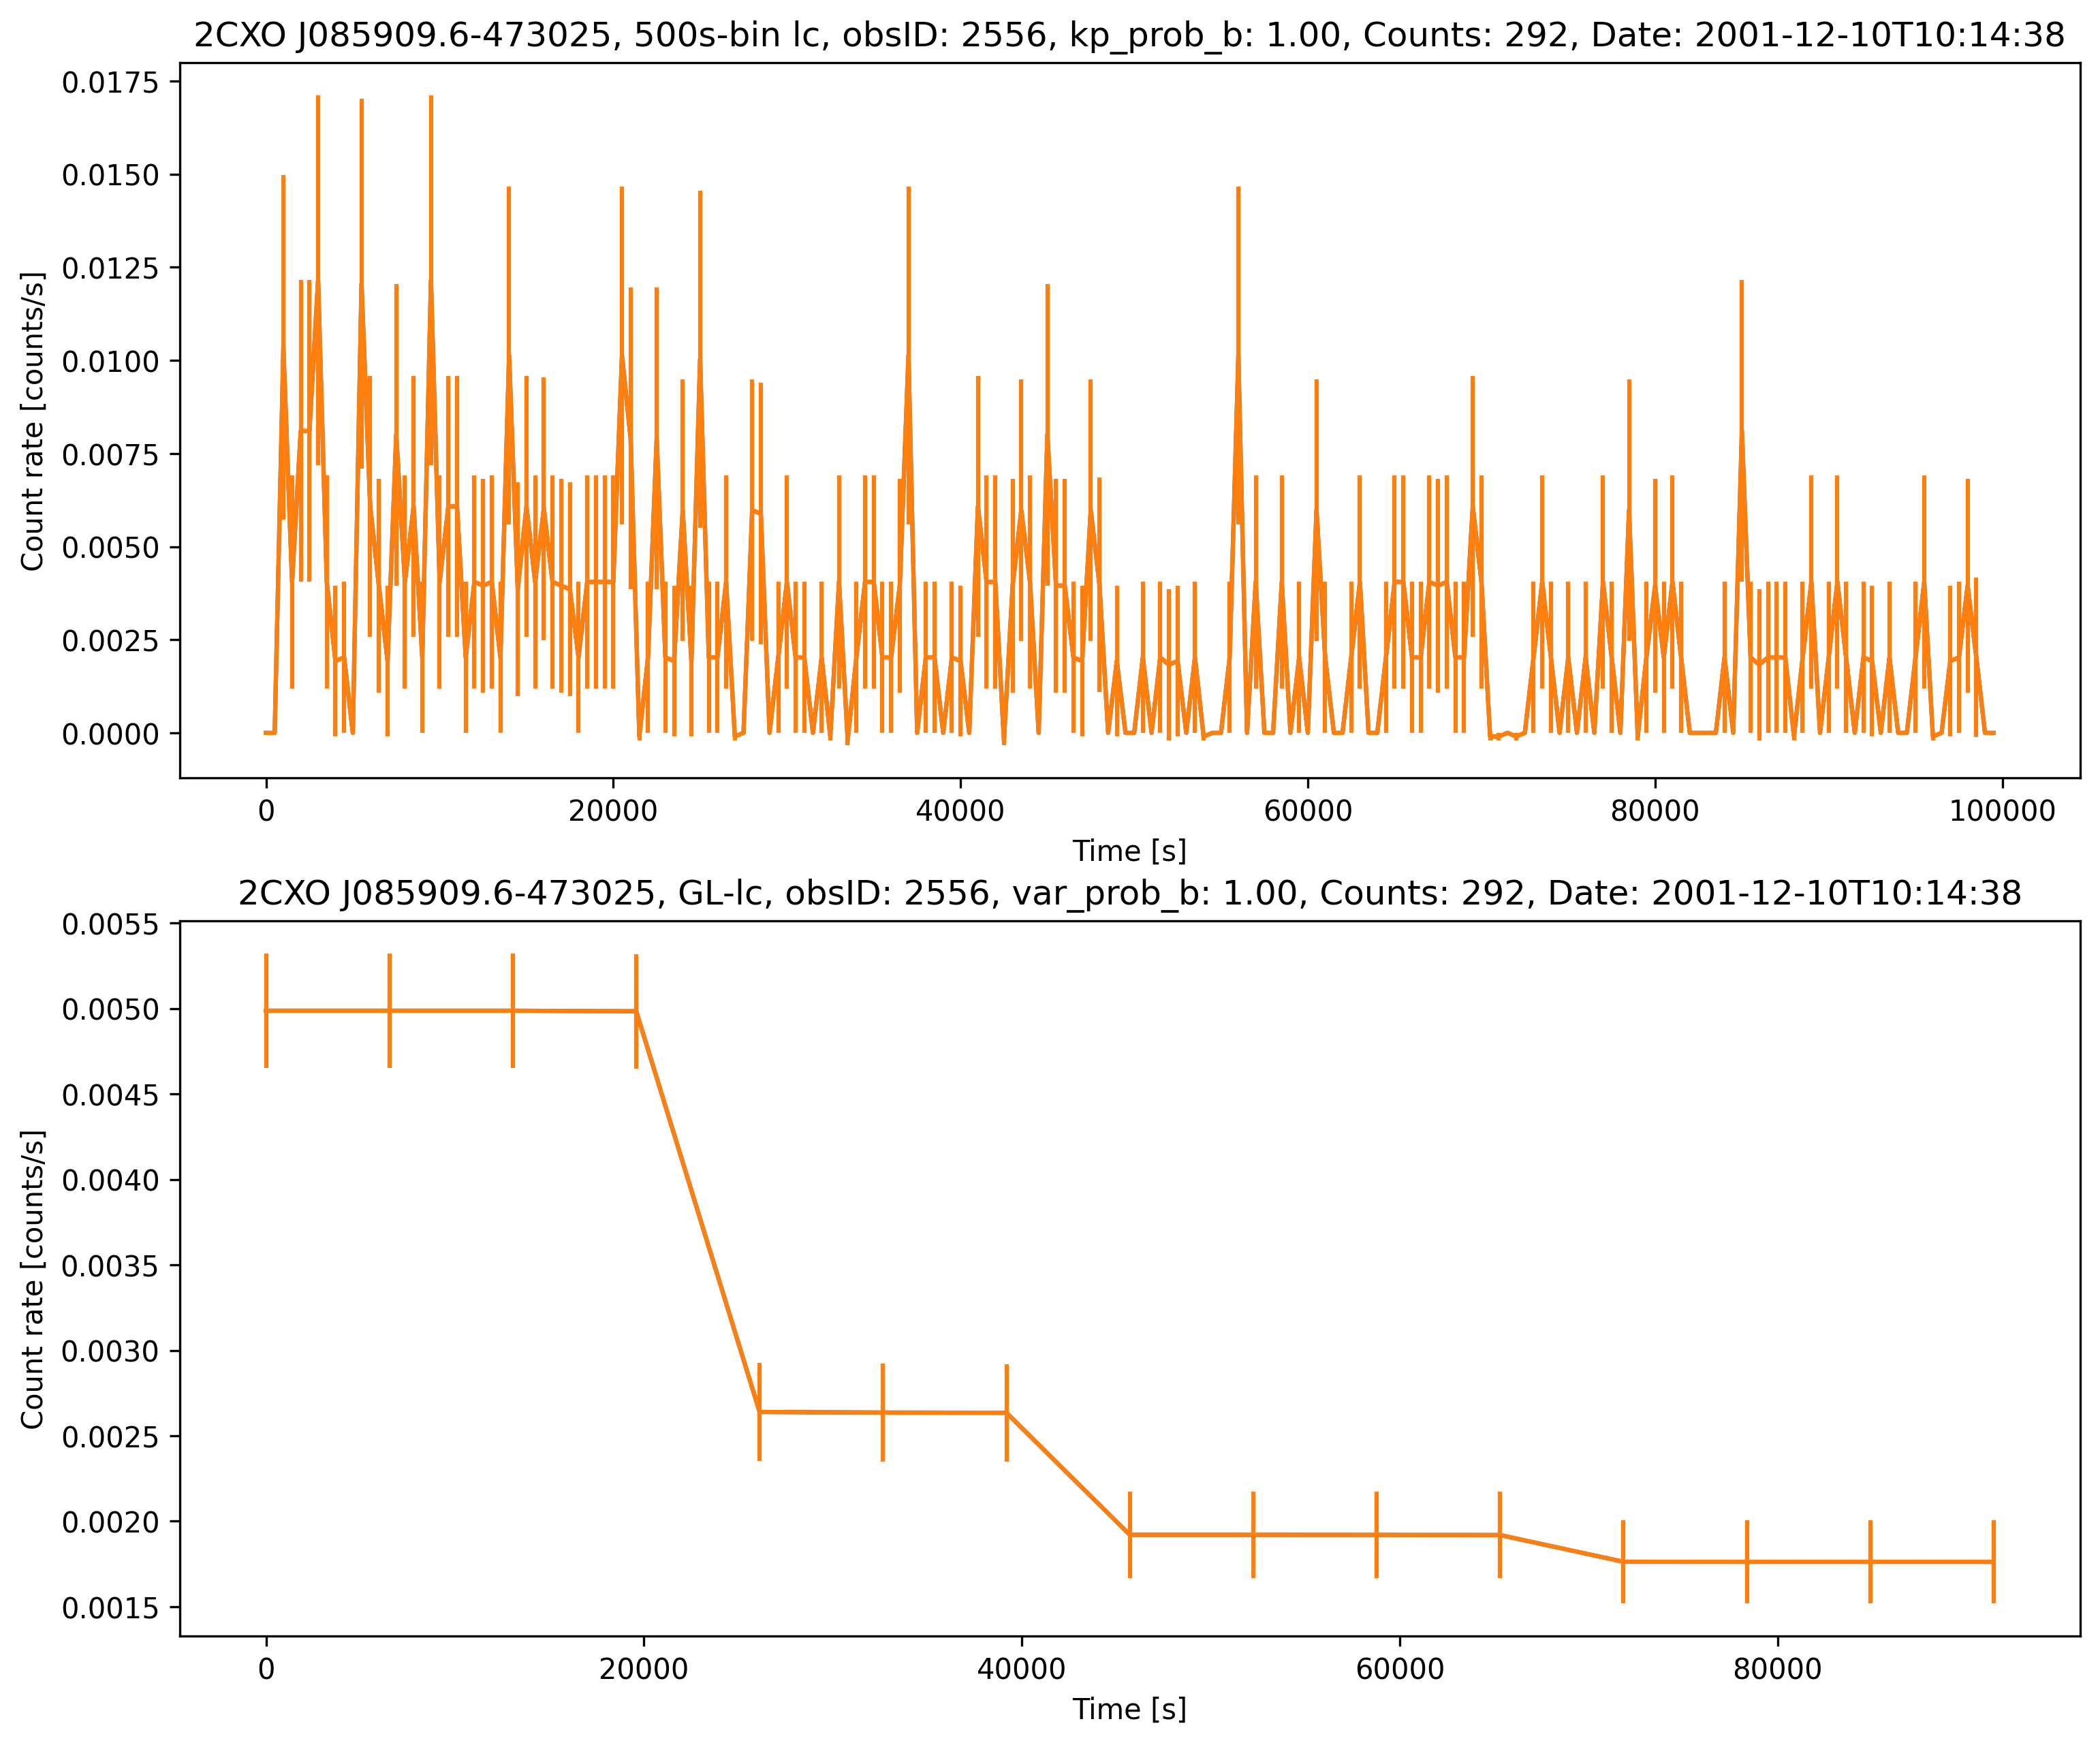 2CXO J085909.6-473025, 500s-bin lc, obsID: 2556, kp_prob_b: 1.00, Counts: 292, Date: 2001-12-10T10:14:38
0.0175
0.0150
0.0125
0.0100
0.0075
0.0050
0.0025
0.0000
Count rate [counts/s]
0 20000 40000 60000 80000 100000
Time [s]
2CXO J085909.6-473025, GL-lc, obsID: 2556, var_prob_b: 1.00, Counts: 292, Date: 2001-12-10T10:14:38
0.0055
0.0050
0.0045
0.0040
0.0035
0.0030
0.0025
0.0020
0.0015
Count rate [counts/s]
0 20000 40000 60000 80000
Time [s]